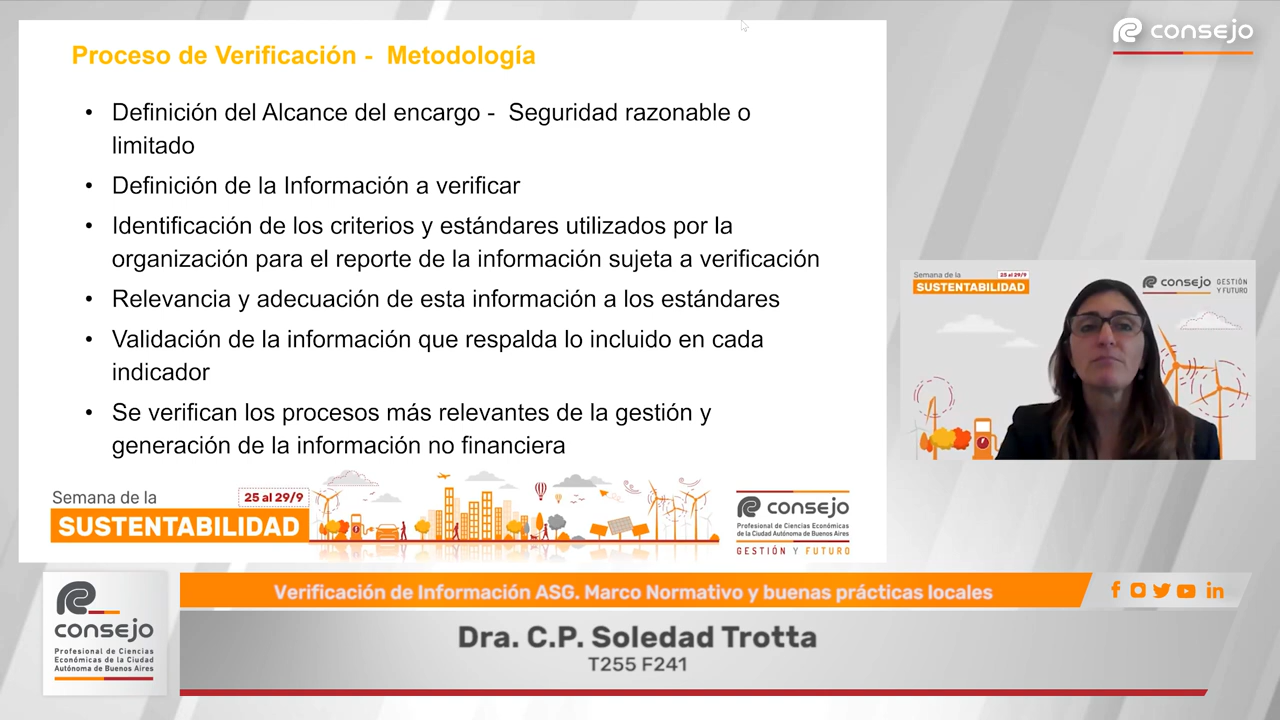 Proceso de Verificación -  Metodología
• Definición del Alcance del encargo -  Seguridad razonable o
limitado
• Definición de la Información a verificar
• Identificación de los criterios y estándares utilizados por la
organización para el reporte de la información sujeta a verificación
• Relevancia y adecuación de esta información a los estándares
• Validación de la información que respalda lo incluido en cada
indicador
• Se verifican los procesos más relevantes de la gestión y
generación de la información no financiera
Semana de la
25 al 29/9
SUSTENTABILIDAD
consejo
Profesional de Ciencias Económicas
de la Ciudad Autónoma de Buenos Aires
GESTIÓN Y FUTURO
consejo
Semana de la
25 al 29/9
SUSTENTABILIDAD
consejo
GESTIÓN
Y FUTURO
consejo
Profesional de Ciencias
Económicas de la Ciudad
Autónoma de Buenos Aires
Verificación de Información ASG. Marco Normativo y buenas prácticas locales
Dra. C.P. Soledad Trotta
T255 F241